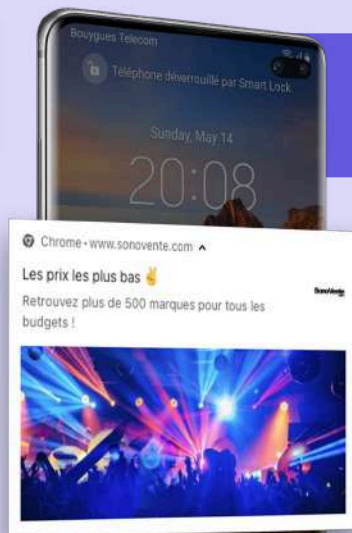 Bouygues Telecom
Téléphone déverrouillé par Smart Lock
Sunday, May 14
20:08
Chrome • www.sonovente.com
Les prix les plus bas ✌️
SonoVente
Retrouvez plus de 500 marques pour tous les
budgets !